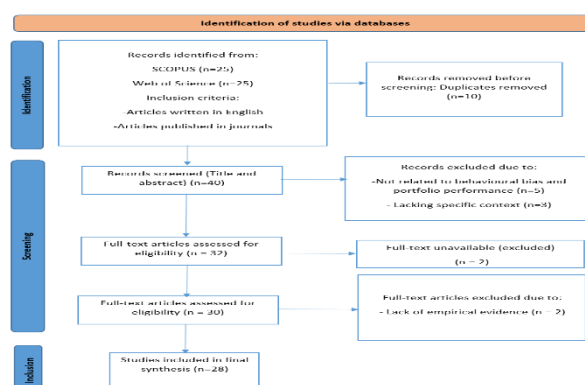 Identification of studies via databases
Identification
Records identified from:
SCOPUS (n=25)
Web of Science (n=25)
Inclusion criteria:
-Articles written in English
-Articles published in journals
Records removed before
screening: Duplicates removed
(n=10)
Screening
Records screened (Title and
abstract) (n=40)
Records excluded due to:
-Not related to behavioural bias and
portfolio performance (n=5)
- Lacking specific context (n=3)
Full-text articles assessed for
eligibility (n = 32)
Full-text unavailable (excluded)
(n = 2)
Full-text articles assessed for
eligibility (n = 30)
Full-text articles excluded due to:
- Lack of empirical evidence (n = 2)
Inclusion
Studies included in final
synthesis (n=28)